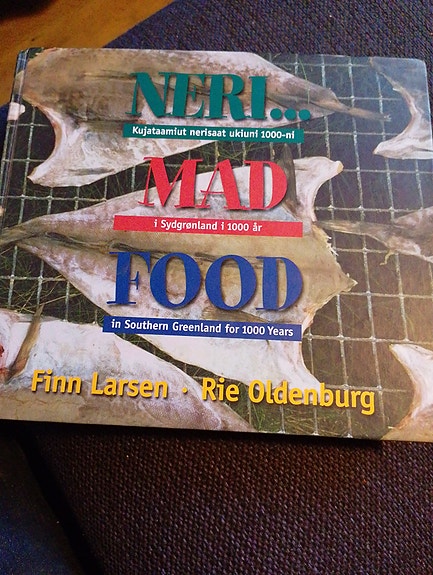 NERI...
Kujataamiut nerisaat ukiuni 1000-ni
MAD
i Sydgrønland i 1000 år
FOOD
in Southern Greenland for 1000 Years
Finn Larsen · Rie Oldenburg